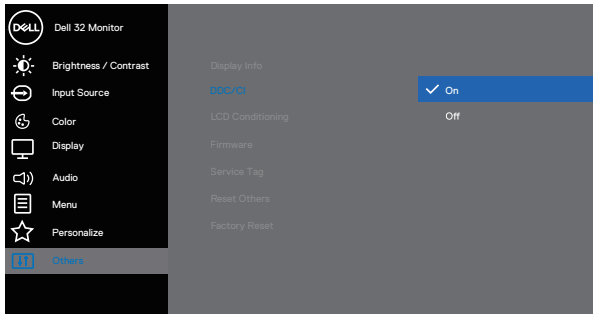 DELL
Dell 32 Monitor
Brightness / Contrast
Input Source
Color
Display
Audio
Menu
Personalize
Others
Display Info
DDC/CI
LCD Conditioning
Firmware
Service Tag
Reset Others
Factory Reset
On
Off